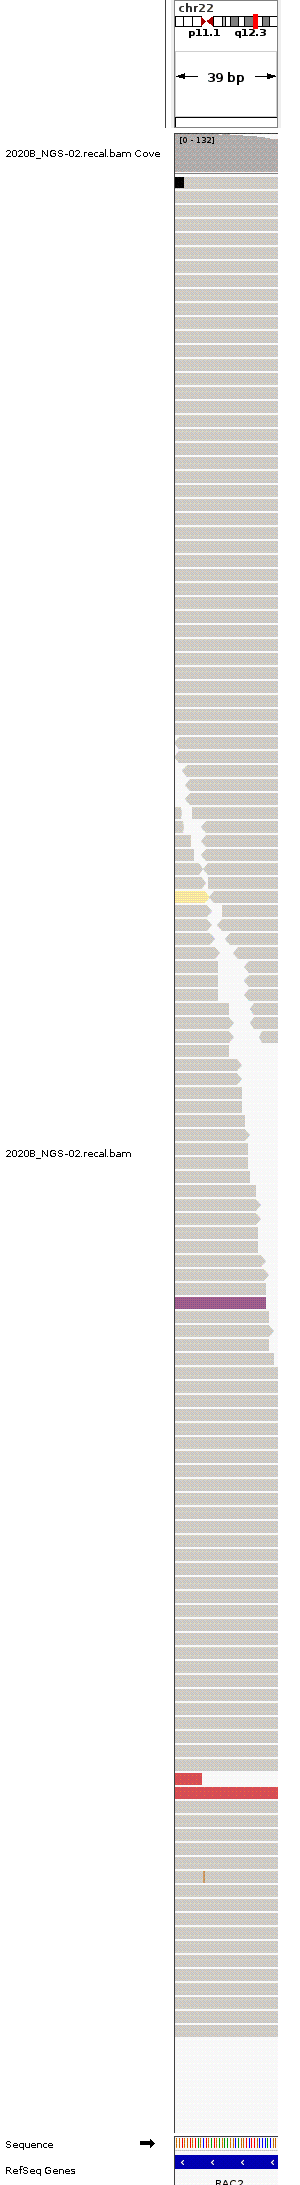 chr22
p11.1 q12.3
39 bp
2020B_NGS-02.recal.bam Cove
[0 - 132]
2020B_NGS-02.recal.bam
Sequence
RefSeq Genes
RAC2